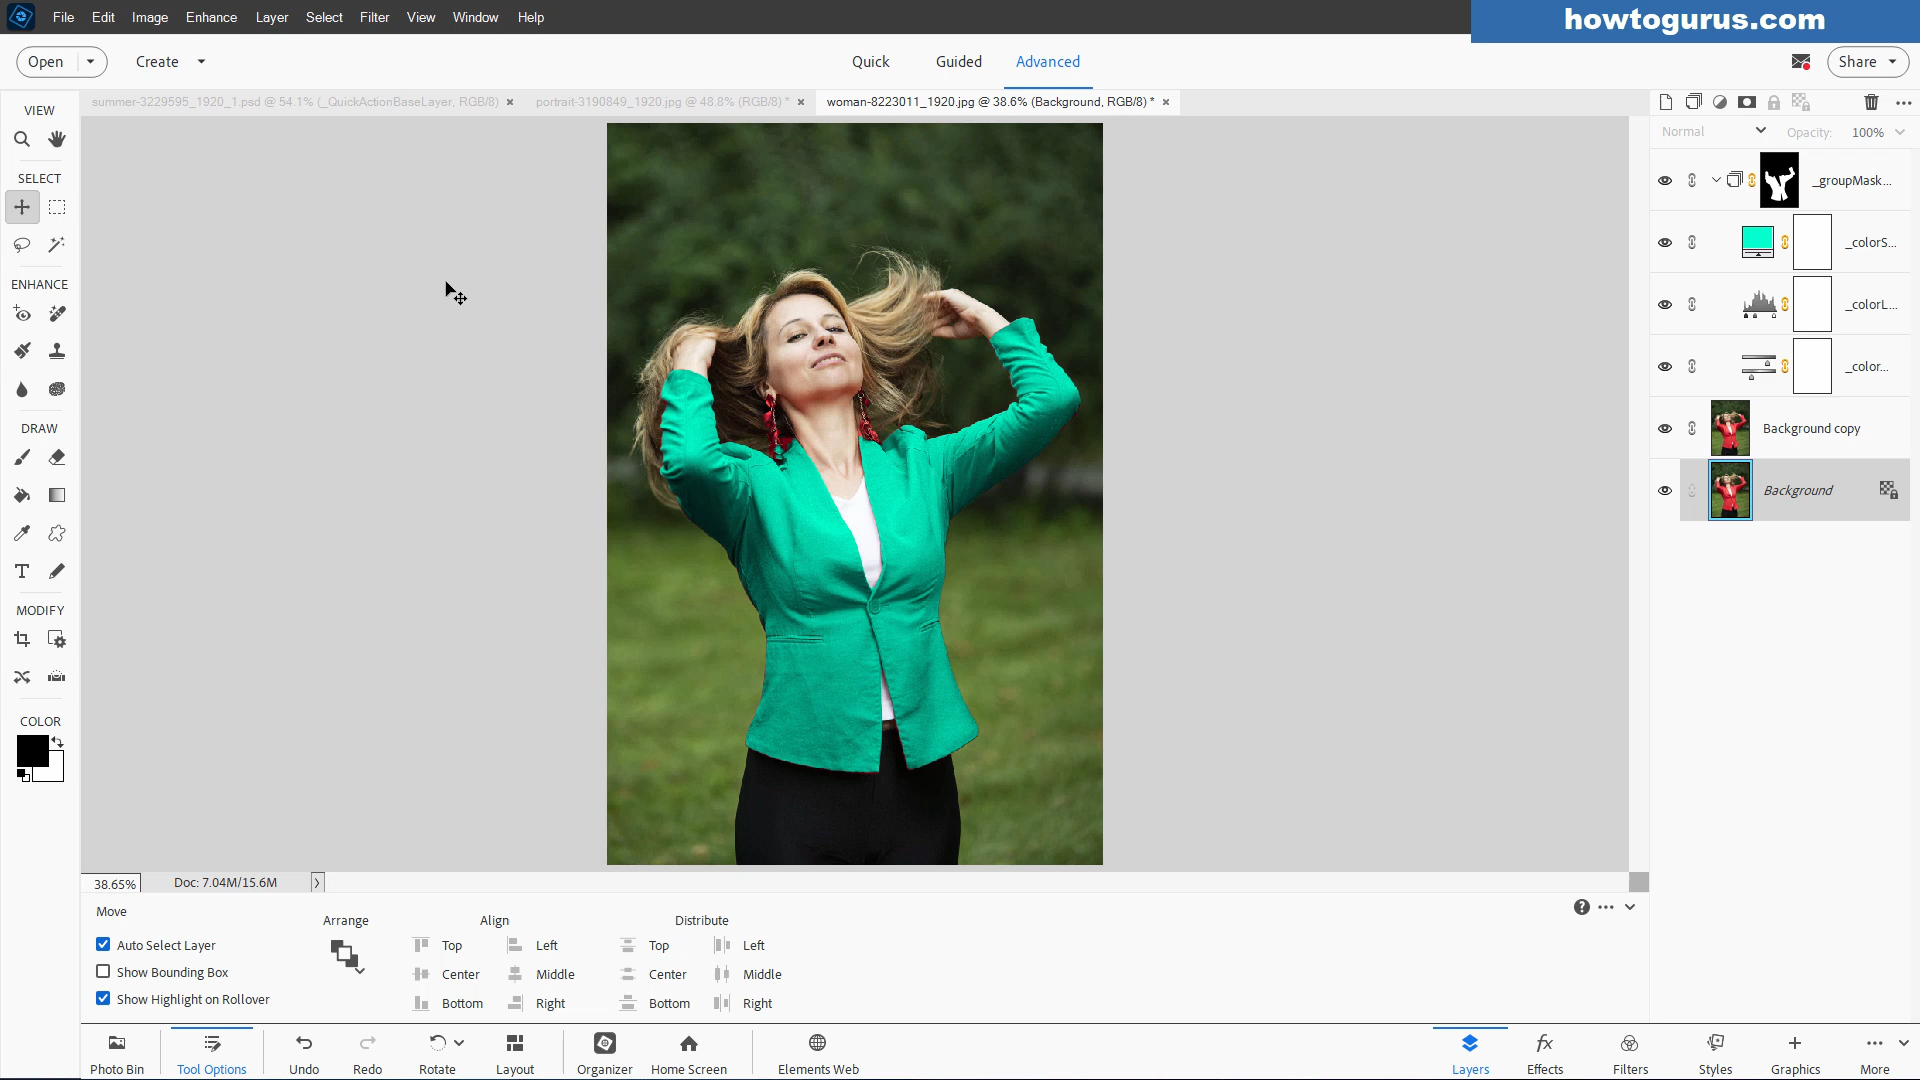 File Edit Image Enhance Layer Select Filter View Window Help
howtogurus.com
Open Create Quick Guided Advanced Share
VIEW
summer-3229595_1920_1.psd @ 54.1% (_QuickActionBaseLayer, RGB/8) portrait-3190849_1920.jpg @ 48.8% (RGB/8) * woman-8223011_1920.jpg @ 38.6% (Background, RGB/8) *
Normal Opacity: 100%
SELECT
_groupMask...
_colorS...
ENHANCE
_colorL...
_color...
DRAW
Background copy
Background
T
MODIFY
COLOR
38.65% Doc: 7.04M/15.6M
Move
Arrange Align Distribute
Auto Select Layer Top Left Top Left
Show Bounding Box Center Middle Center Middle
Show Highlight on Rollover Bottom Right Bottom Right
Photo Bin Tool Options Undo Redo Rotate Layout Organizer Home Screen Elements Web Layers Effects Filters Styles Graphics More